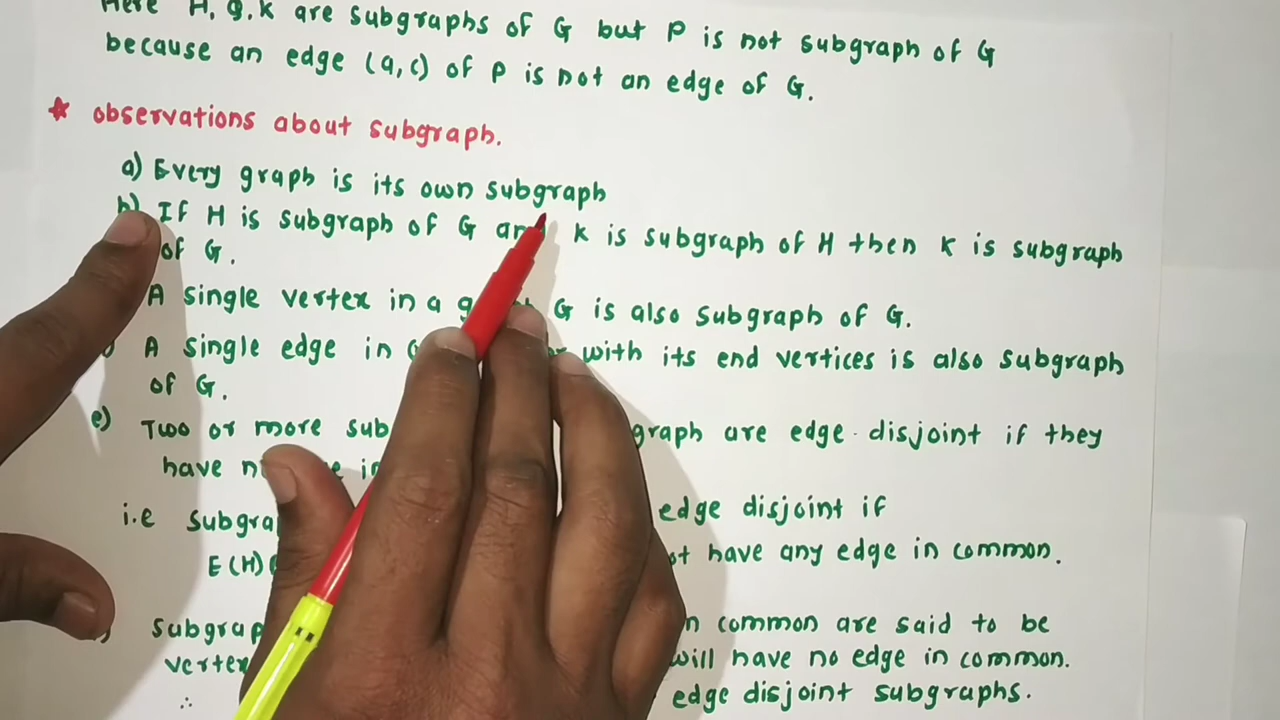 Here H, g, K are subgraphs of G but P is not subgraph of G
because an edge (a,c) of P is not an edge of G.
* observations about subgraph.
a) Every graph is its own subgraph
b) If H is subgraph of G and K is subgraph of H then K is subgraph
of G.
A single vertex in a G is also subgraph of G.
A single edge in with its end vertices is also subgraph
of G.
e) Two or more graph are edge disjoint if they
have
i.e edge disjoint if
E(H) have any edge in common.
common are said to be
vertex will have no edge in common.
∴ edge disjoint subgraphs.